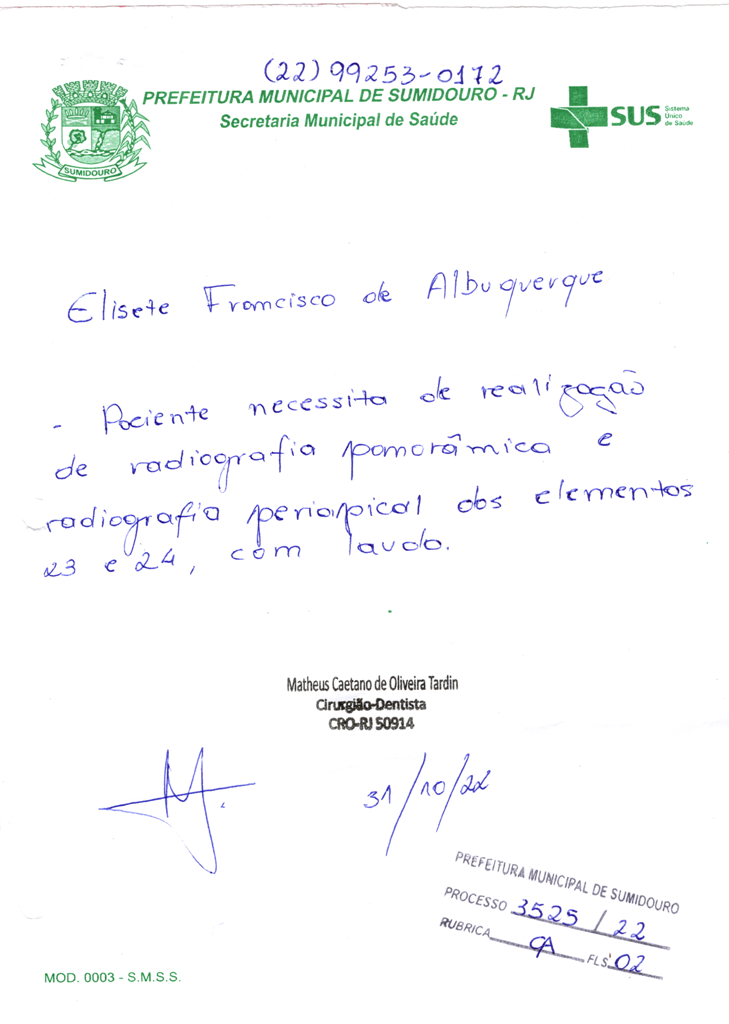 (22) 99253-0172
PREFEITURA MUNICIPAL DE SUMIDOURO - RJ
Secretaria Municipal de Saúde
SUMIDOURO
SUS Sistema Único de Saúde
Elisete Francisco de Albuquerque
- Paciente necessita de realização
de radiografia panorâmica e
radiografia periapical dos elementos
23 e 24, com laudo.
Matheus Caetano de Oliveira Tardin
Cirurgião-Dentista
CRO-RJ 50914
31/10/22
PREFEITURA MUNICIPAL DE SUMIDOURO
PROCESSO 3525 / 22
RUBRICA CA FLS 02
MOD. 0003 - S.M.S.S.